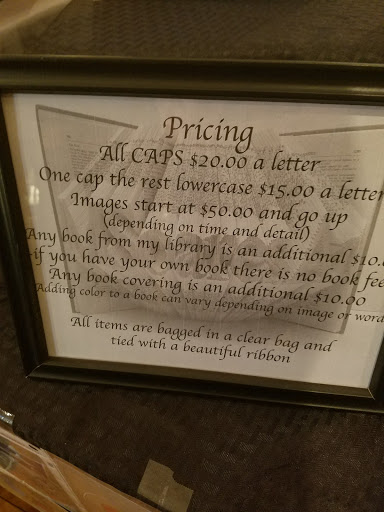 Pricing
All CAPS $20.00 a letter
One cap the rest lowercase $15.00 a letter
Images start at $50.00 and go up
(depending on time and detail)
Any book from my library is an additional $10.
if you have your own book there is no book fee
Any book covering is an additional $10.00
Adding color to a book can vary depending on image or word
All items are bagged in a clear bag and
tied with a beautiful ribbon